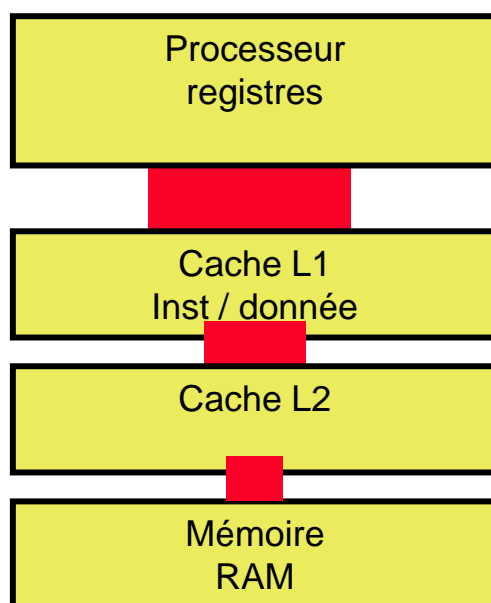 Processeur
registres
Cache L1
Inst / donnée
Cache L2
Mémoire
RAM